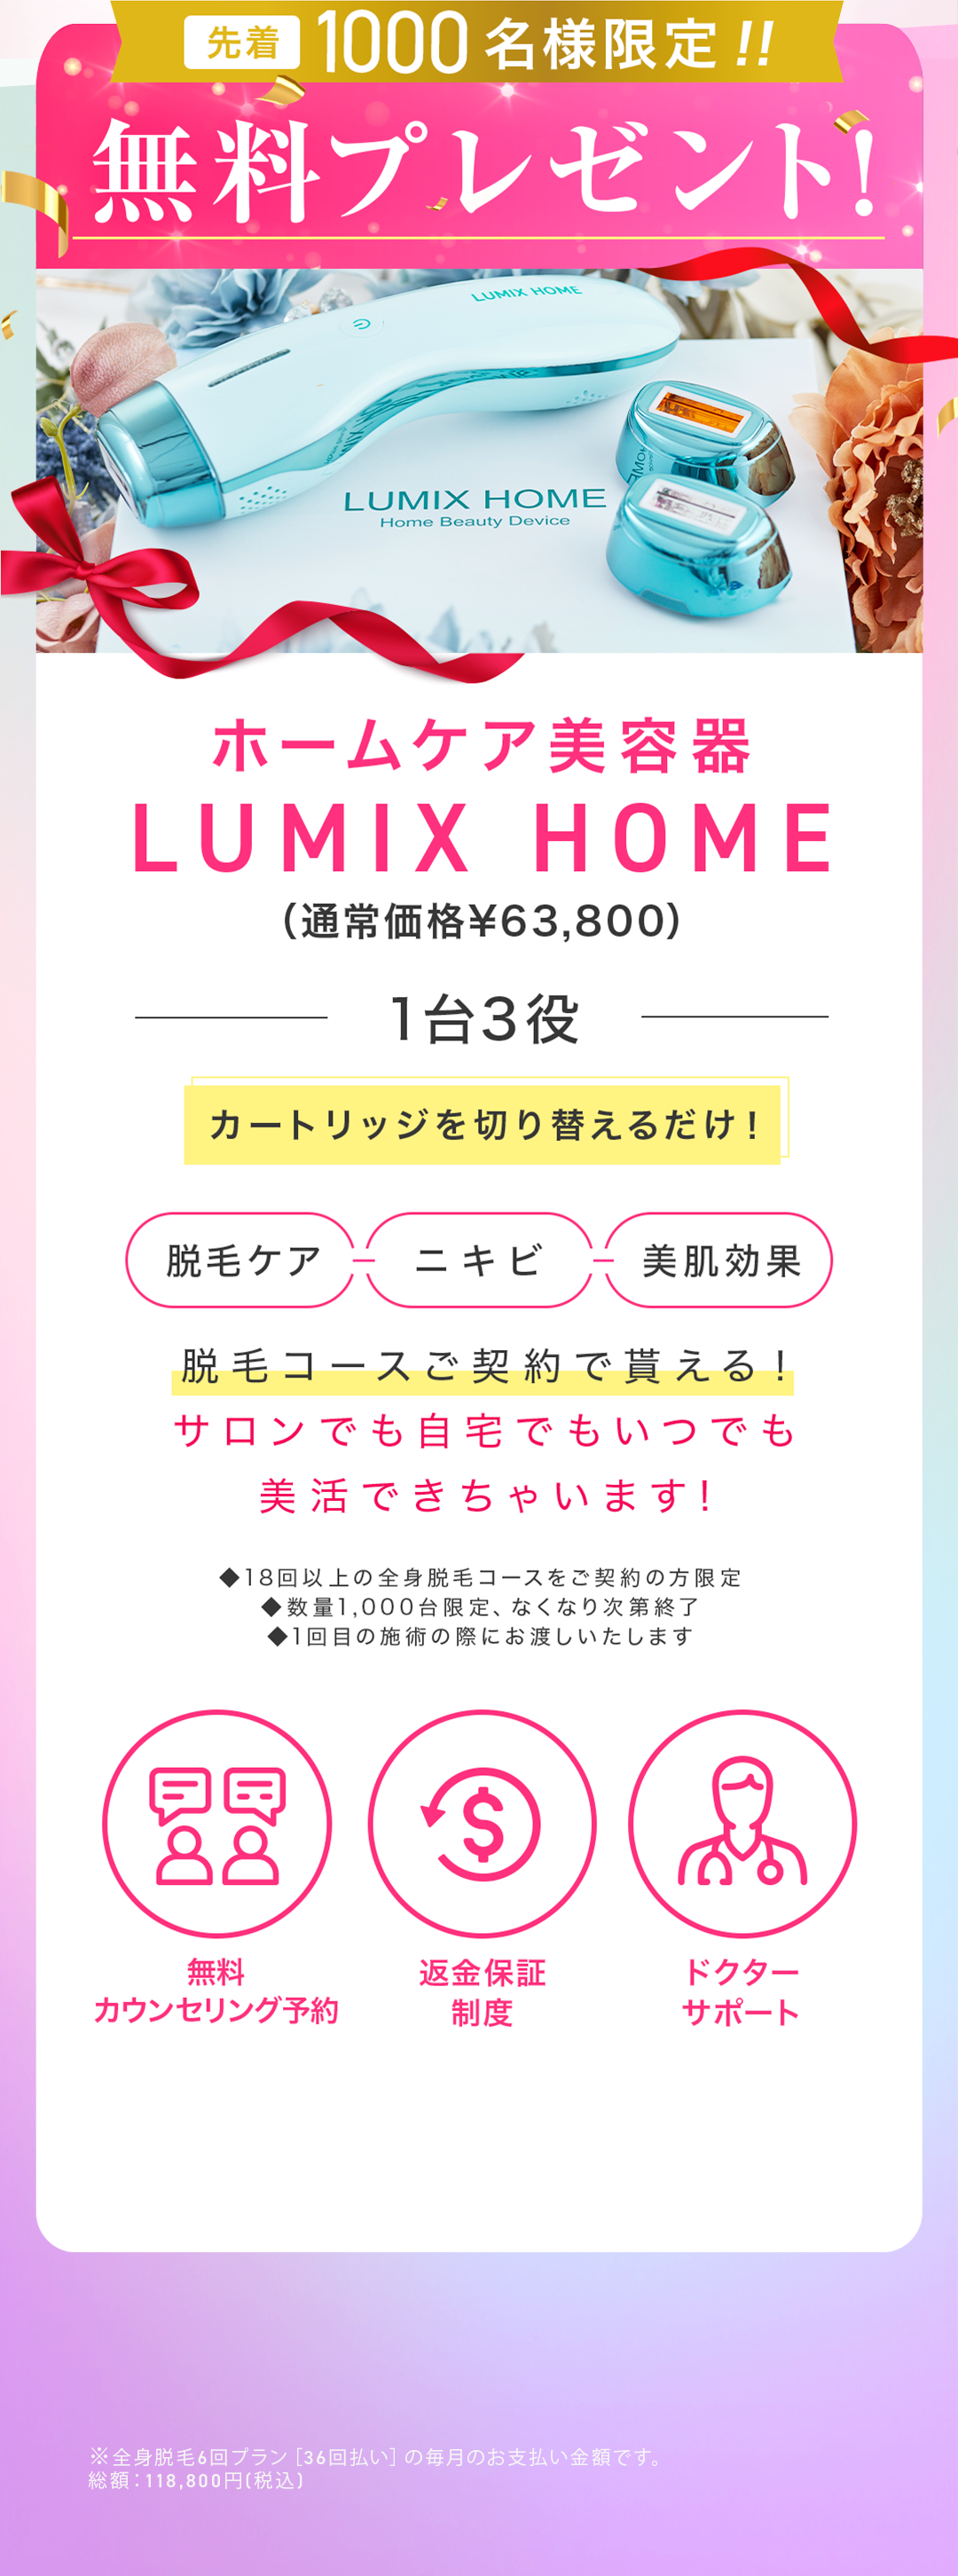 先着 1000名様限定!!
無料プレゼント!
LUMIX HOME
LUMIX HOME
Home Beauty Device
ホームケア美容器
LUMIX HOME
(通常価格¥63,800)
1台3役
カートリッジを切り替えるだけ!
脱毛ケア ニキビ 美肌効果
脱毛コースご契約で貰える!
サロンでも自宅でもいつでも
美活できちゃいます!
◆18回以上の全身脱毛コースをご契約の方限定
◆数量1,000台限定、なくなり次第終了
◆1回目の施術の際にお渡しいたします
無料
カウンセリング予約
返金保証
制度
ドクター
サポート
※全身脱毛6回プラン[36回払い]の毎月のお支払い金額です。
総額:118,800円(税込)